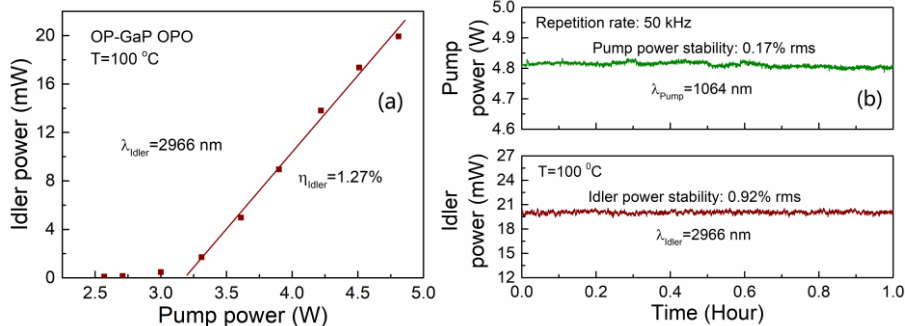 OP-GaP OPO
T=100 °C
(a)
λIdler=2966 nm
ηIdler=1.27%
Idler power (mW)
20
16
12
8
4
0
2.5 3.0 3.5 4.0 4.5 5.0
Pump power (W)
Repetition rate: 50 kHz
Pump power stability: 0.17% rms
λPump=1064 nm
(b)
Pump
power (W)
5.0
4.8
4.6
T=100 ⁰C
Idler power stability: 0.92% rms
λIdler=2966 nm
Idler
power (mW)
27
24
21
18
15
12
0.0 0.2 0.4 0.6 0.8 1.0
Time (Hour)